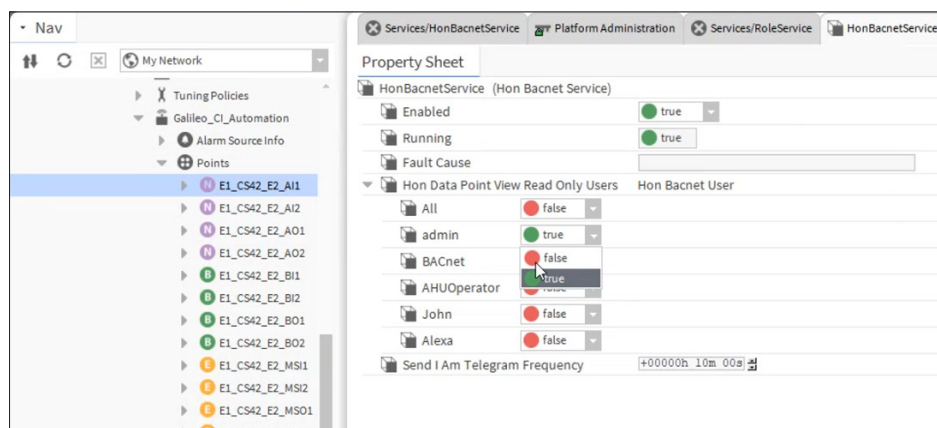 Nav
My Network
Tuning Policies
Galileo_CI_Automation
Alarm Source Info
Points
N E1_CS42_E2_AI1
N E1_CS42_E2_AI2
N E1_CS42_E2_AO1
N E1_CS42_E2_AO2
B E1_CS42_E2_BI1
B E1_CS42_E2_BI2
B E1_CS42_E2_BO1
B E1_CS42_E2_BO2
E E1_CS42_E2_MSI1
E E1_CS42_E2_MSI2
E E1_CS42_E2_MSO1
Services/HonBacnetService Platform Administration Services/RoleService HonBacnetService
Property Sheet
HonBacnetService (Hon Bacnet Service)
Enabled true
Running true
Fault Cause
Hon Data Point View Read Only Users Hon Bacnet User
All false
admin true
BACnet false
true
AHUOperator
John false
Alexa false
Send I Am Telegram Frequency +00000h 10m 00s